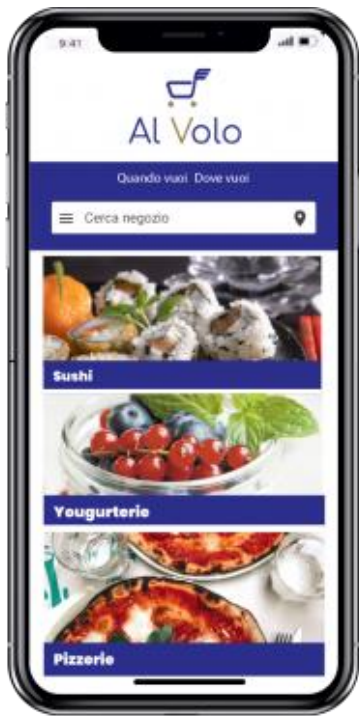 9:41
Al Volo
Quando vuoi Dove vuoi
Cerca negozio
Sushi
Yougurterie
Pizzerie